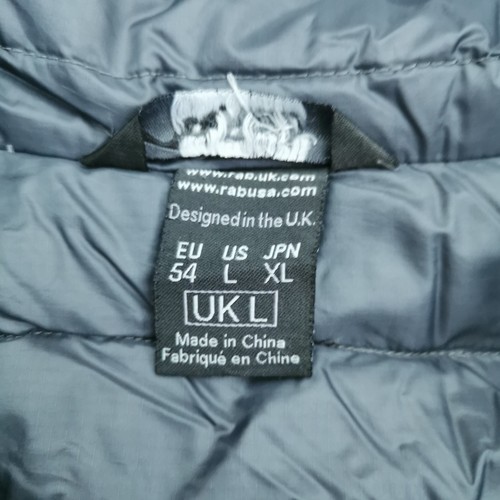 www.rab.uk.com
www.rabusa.com
Designed in the U.K.
EU US JPN
54 L XL
UK L
Made in China
Fabriqué en Chine